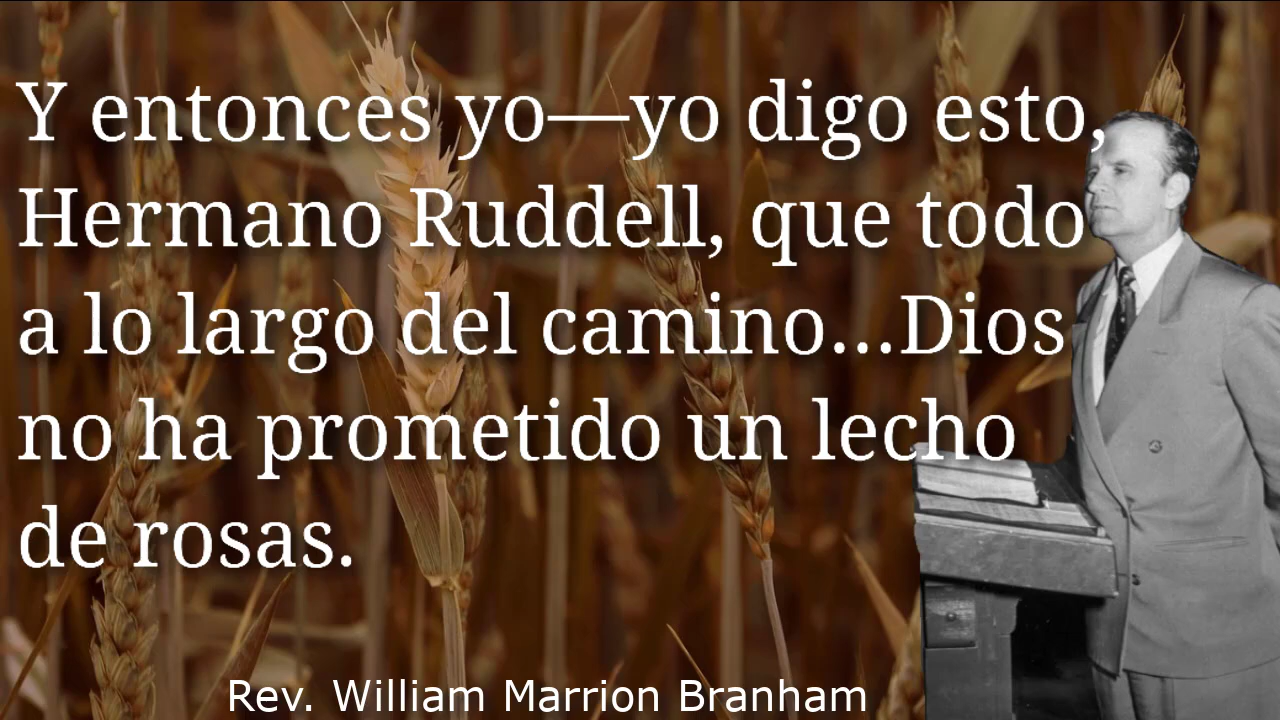 Y entonces yo—yo digo esto,
Hermano Ruddell, que todo
a lo largo del camino...Dios
no ha prometido un lecho
de rosas.
Rev. William Marrion Branham